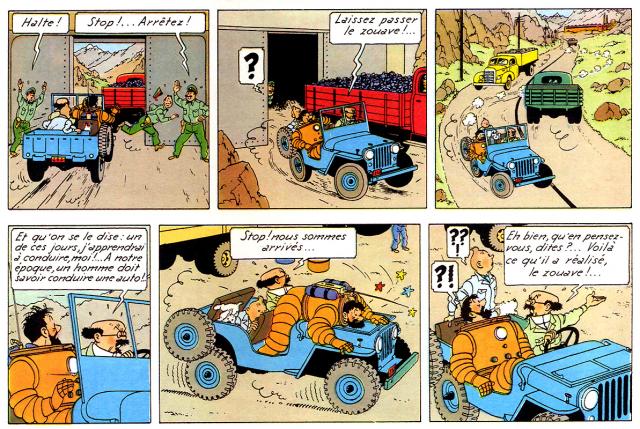 Halte!
Stop!... Arrêtez!
?
Laissez passer
le zouave!...
Et qu'on se le dise: un
de ces jours, j'apprendrai
à conduire, moi!... A notre
époque, un homme doit
savoir conduire une auto!
Stop! nous sommes
arrivés...
??
!
?!
Eh bien, qu'en pensez-
vous, dites?... Voilà
ce qu'il a réalisé,
le zouave!...